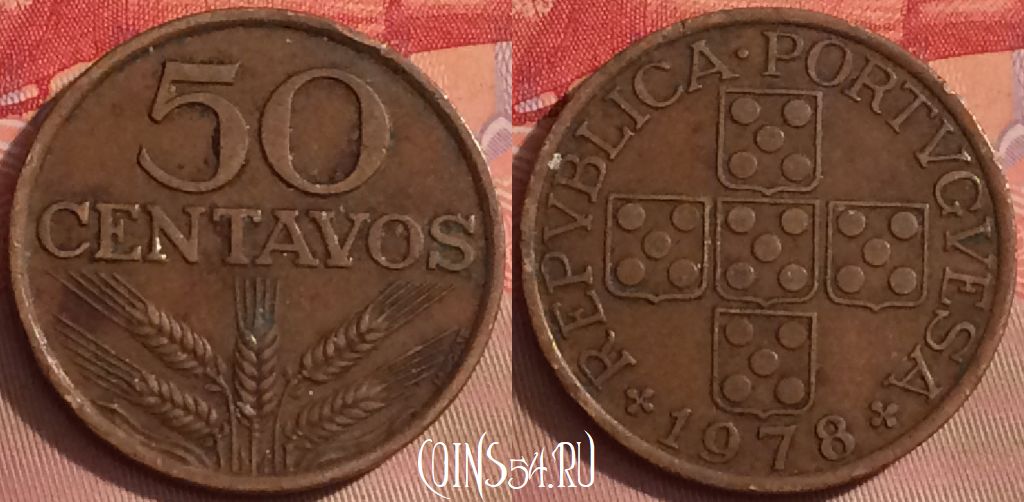 50
CENTAVOS
REPVBLICA · PORTVGVESA
* 1978 *
COINS54.RU